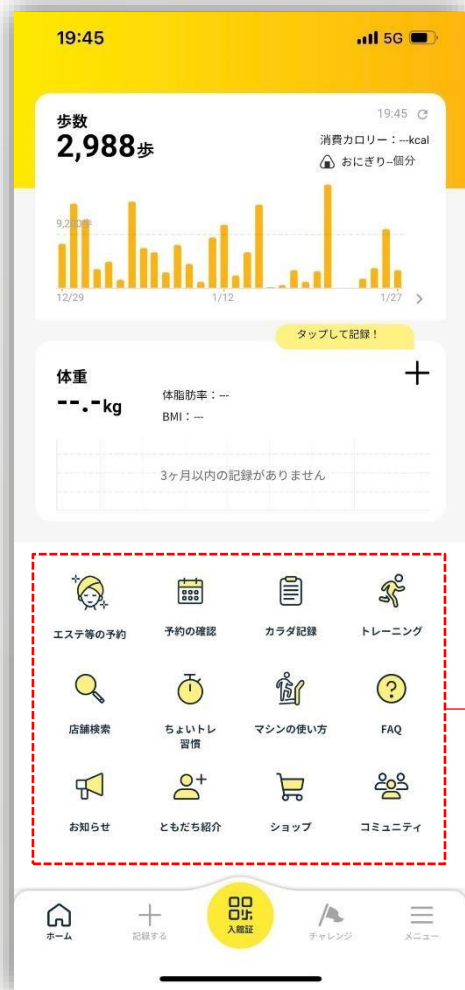 19:45
5G
19:45
歩数
2,988歩
消費カロリー：---kcal
おにぎり--個分
9,200歩
12/29
1/12
1/27
タップして記録！
体重
--.-kg
体脂肪率：---
BMI：---
3ヶ月以内の記録がありません
エステ等の予約
予約の確認
カラダ記録
トレーニング
店舗検索
ちょいトレ
習慣
マシンの使い方
FAQ
お知らせ
ともだち紹介
ショップ
コミュニティ
ホーム
記録する
入館証
チャレンジ
メニュー